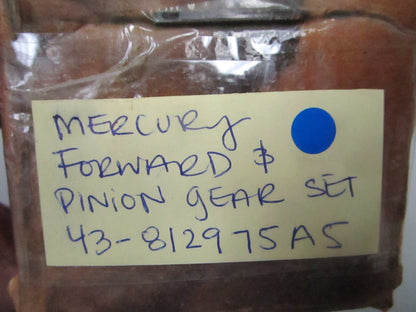 MERCURY
FORWARD &
PINION GEAR SET
43-812975A5